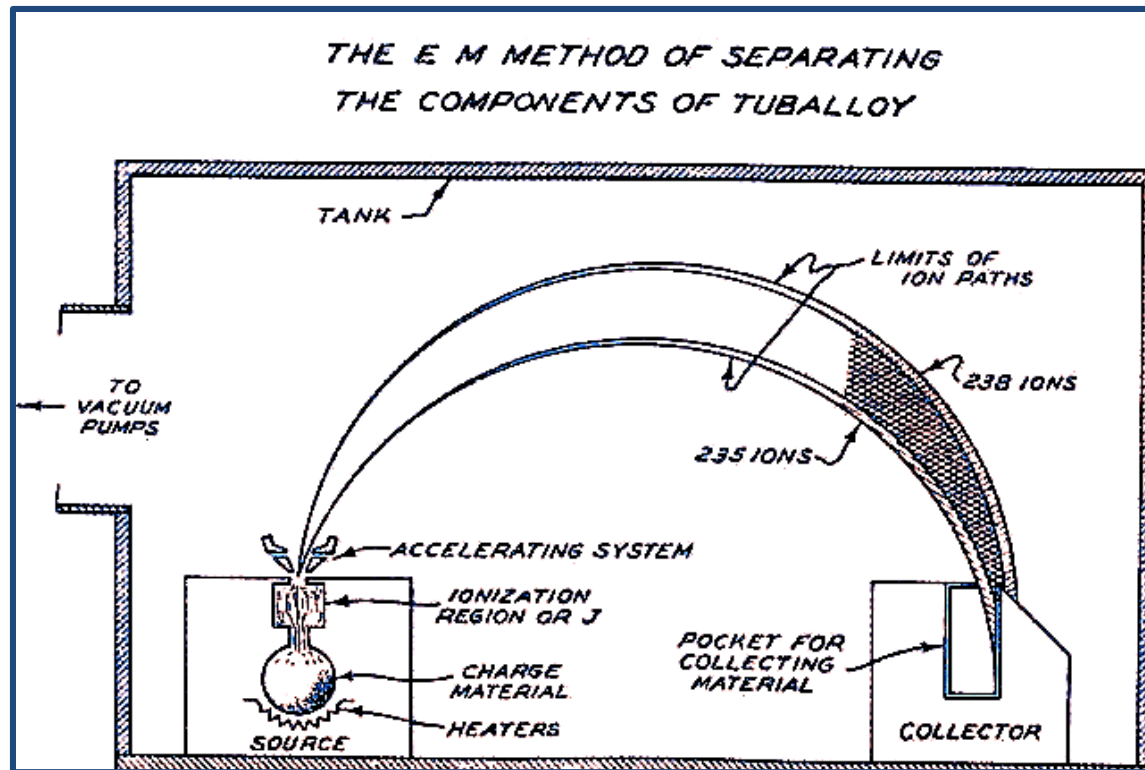 THE E M METHOD OF SEPARATING
THE COMPONENTS OF TUBALLOY
TANK
LIMITS OF
ION PATHS
238 IONS
TO
VACUUM
PUMPS
235 IONS
ACCELERATING SYSTEM
IONIZATION
REGION OR J
CHARGE
MATERIAL
HEATERS
SOURCE
POCKET FOR
COLLECTING
MATERIAL
COLLECTOR